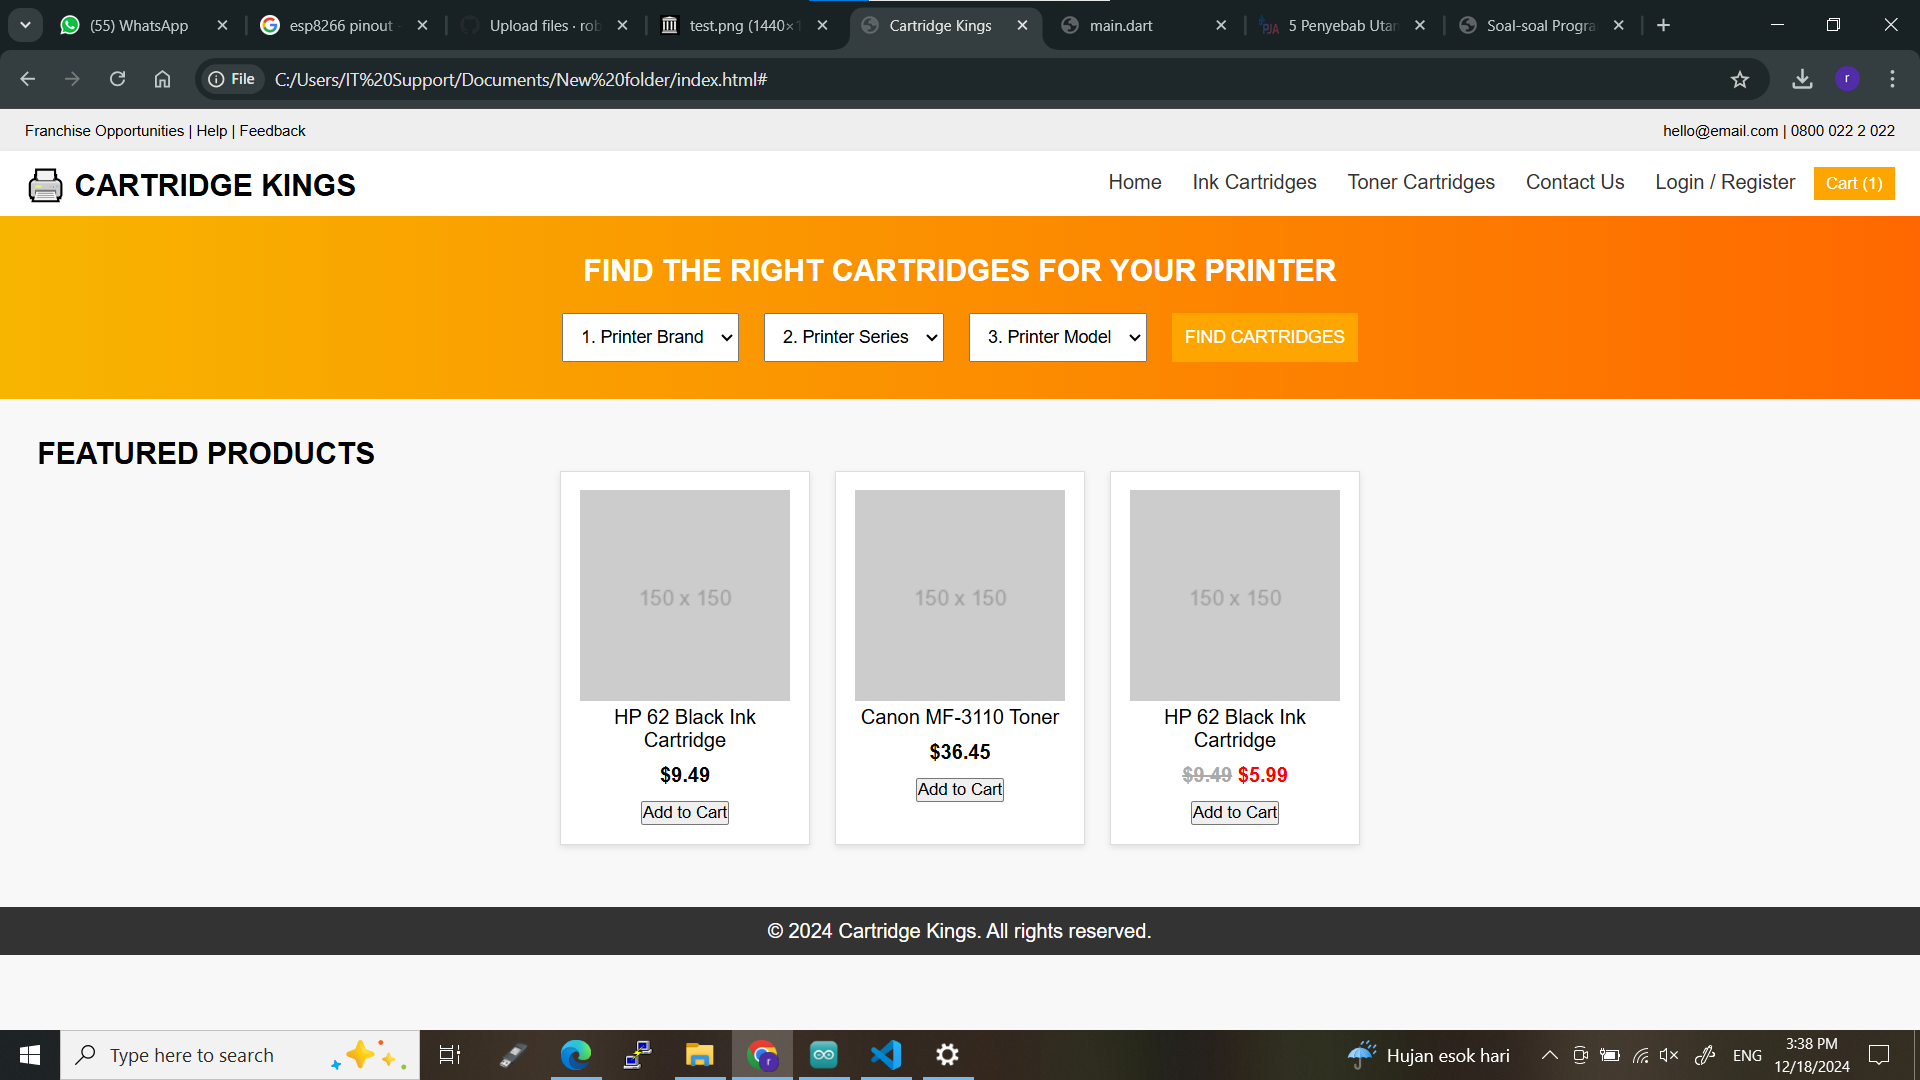 (55) WhatsApp
esp8266 pinout
Upload files · rob
test.png (1440×1
Cartridge Kings
main.dart
5 Penyebab Utar
Soal-soal Progra
File
C:/Users/IT%20Support/Documents/New%20folder/index.html#
r
Franchise Opportunities | Help | Feedback
hello@email.com | 0800 022 2 022
CARTRIDGE KINGS
Home
Ink Cartridges
Toner Cartridges
Contact Us
Login / Register
Cart (1)
FIND THE RIGHT CARTRIDGES FOR YOUR PRINTER
1. Printer Brand
2. Printer Series
3. Printer Model
FIND CARTRIDGES
FEATURED PRODUCTS
150 x 150
HP 62 Black Ink
Cartridge
$9.49
Add to Cart
150 x 150
Canon MF-3110 Toner
$36.45
Add to Cart
150 x 150
HP 62 Black Ink
Cartridge
$9.49 $5.99
Add to Cart
© 2024 Cartridge Kings. All rights reserved.
Type here to search
Hujan esok hari
ENG
3:38 PM
12/18/2024